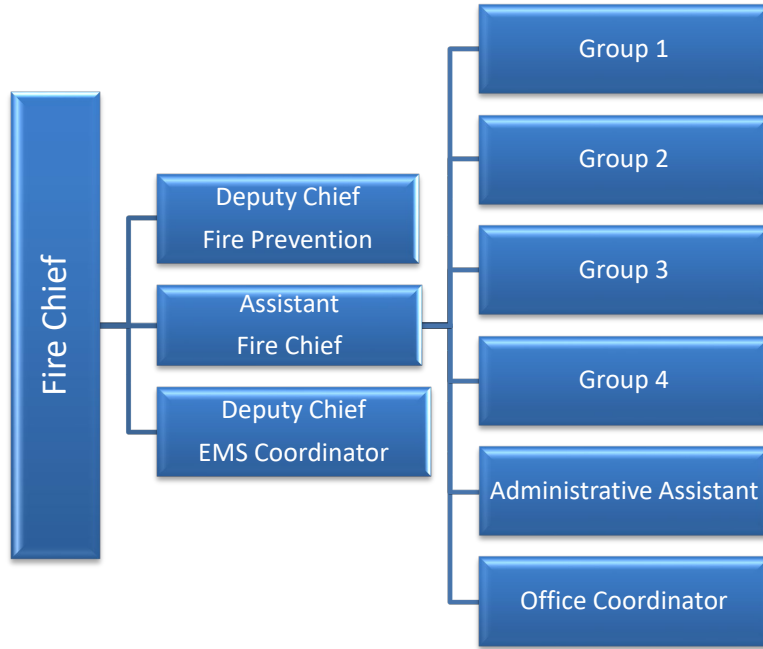 Fire Chief
Deputy Chief
Fire Prevention
Assistant
Fire Chief
Deputy Chief
EMS Coordinator
Group 1
Group 2
Group 3
Group 4
Administrative Assistant
Office Coordinator